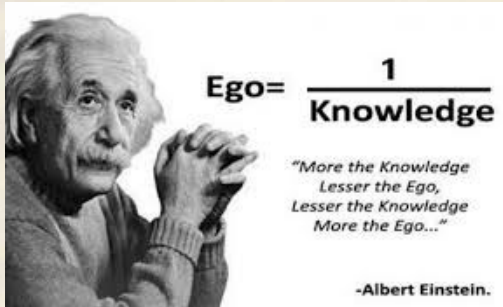 Ego= 1
Knowledge
"More the Knowledge
Lesser the Ego,
Lesser the Knowledge
More the Ego..."
-Albert Einstein.